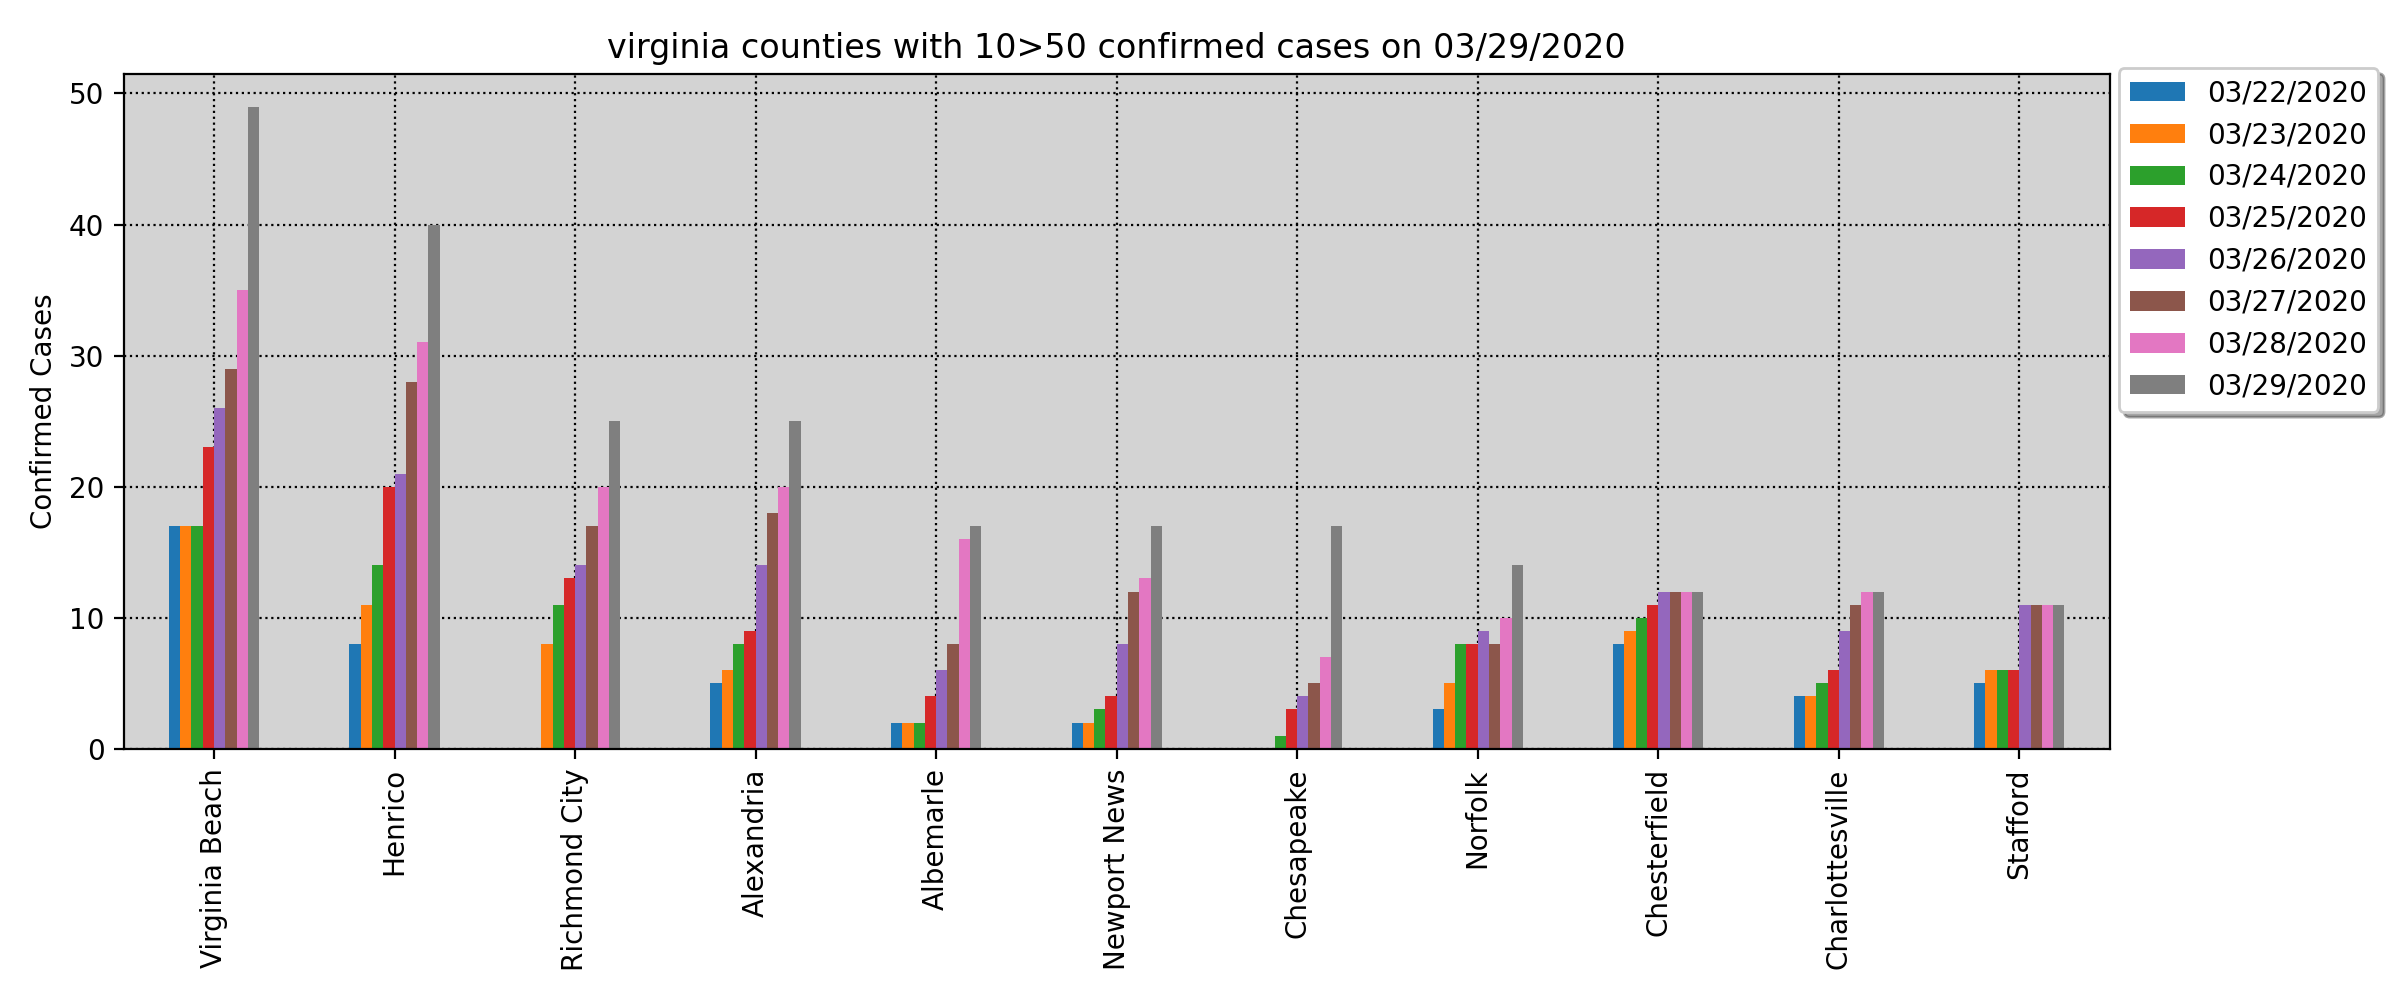 virginia counties with 10>50 confirmed cases on 03/29/2020
Confirmed Cases
50
40
30
20
10
0
Virginia Beach
Henrico
Richmond City
Alexandria
Albemarle
Newport News
Chesapeake
Norfolk
Chesterfield
Charlottesville
Stafford
03/22/2020
03/23/2020
03/24/2020
03/25/2020
03/26/2020
03/27/2020
03/28/2020
03/29/2020